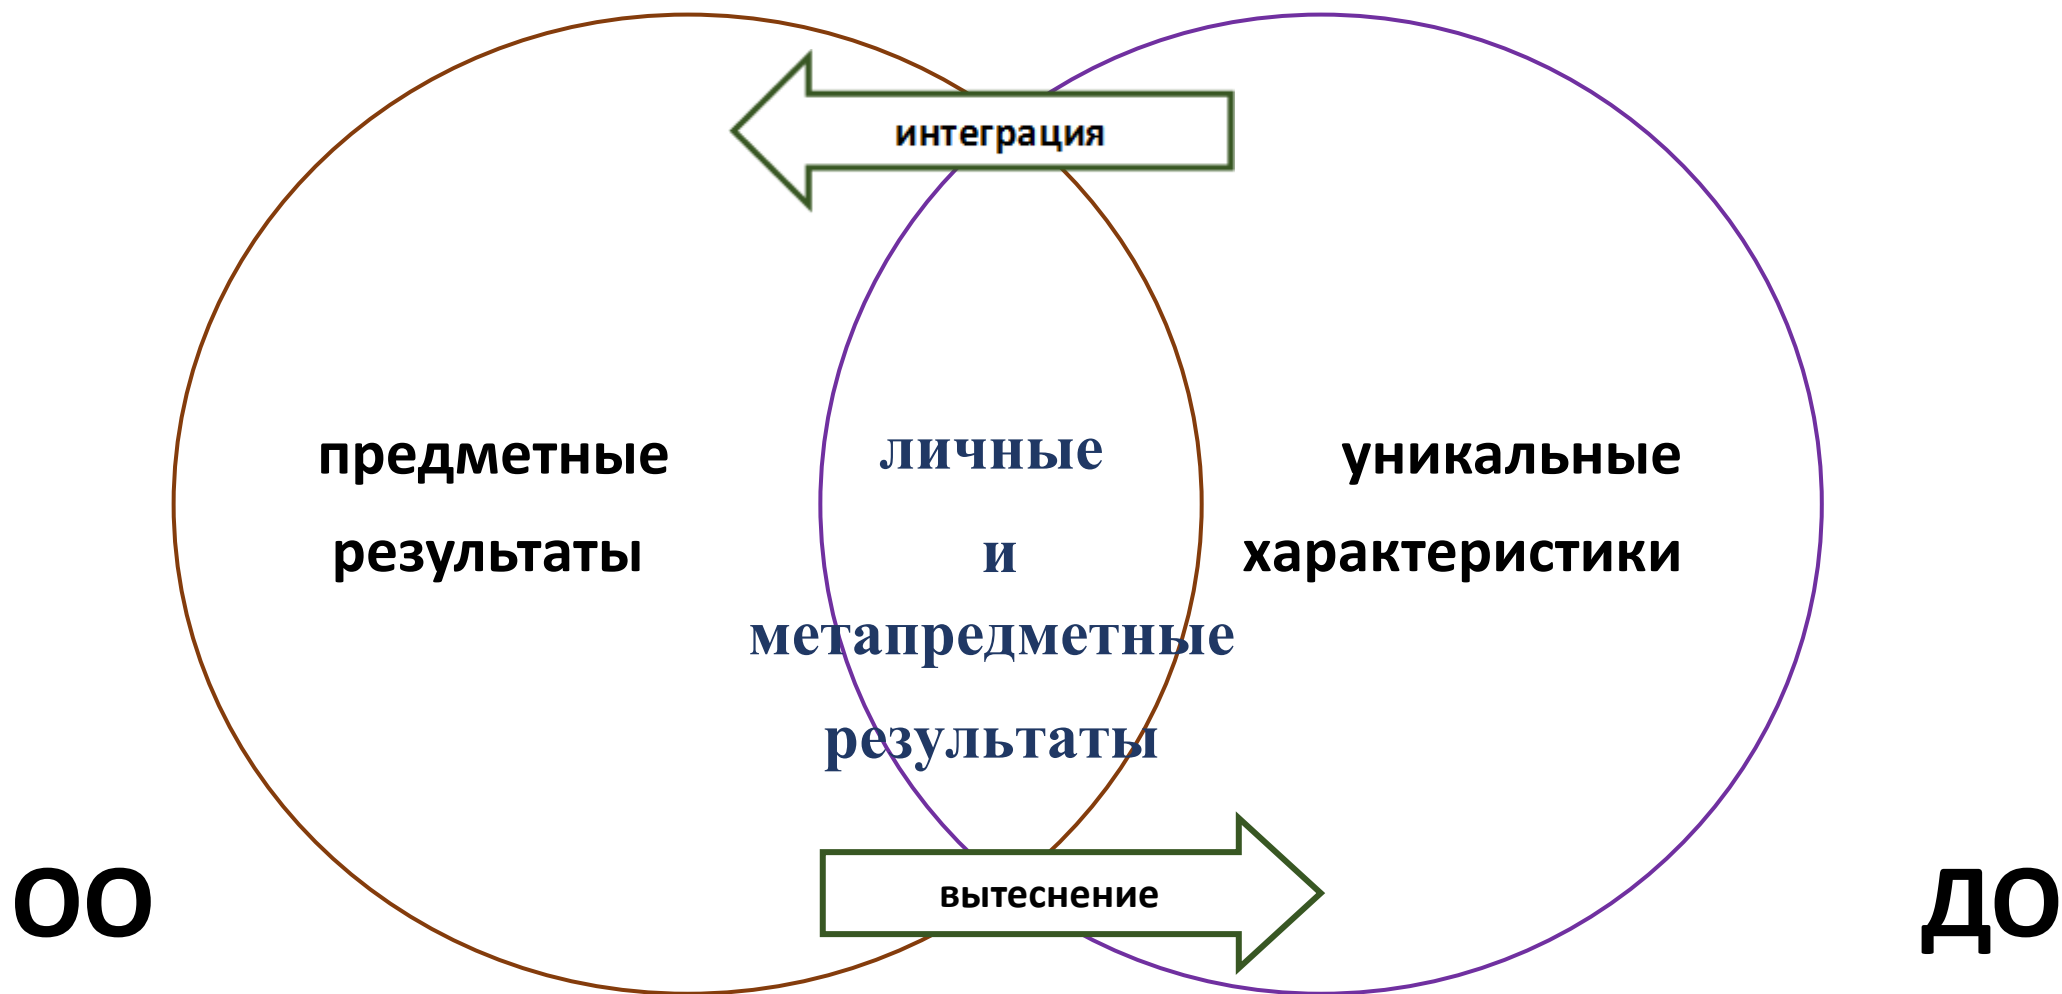 интеграция
предметные
результаты
личные
и
метапредметные
результаты
уникальные
характеристики
вытеснение
ОО
ДО